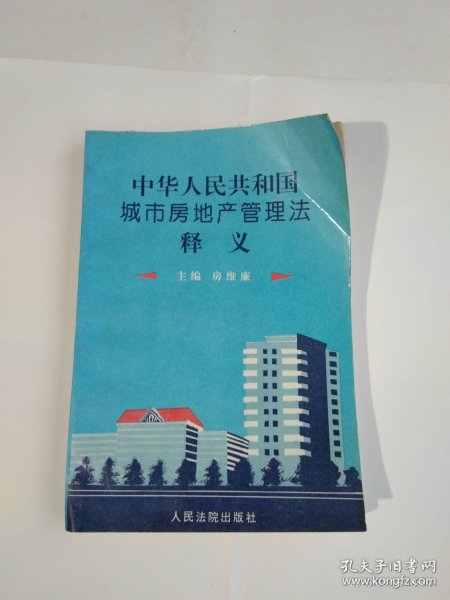 中华人民共和国
城市房地产管理法
释 义
主编 房维廉
人民法院出版社
孔夫子旧书网
www.kongfz.com